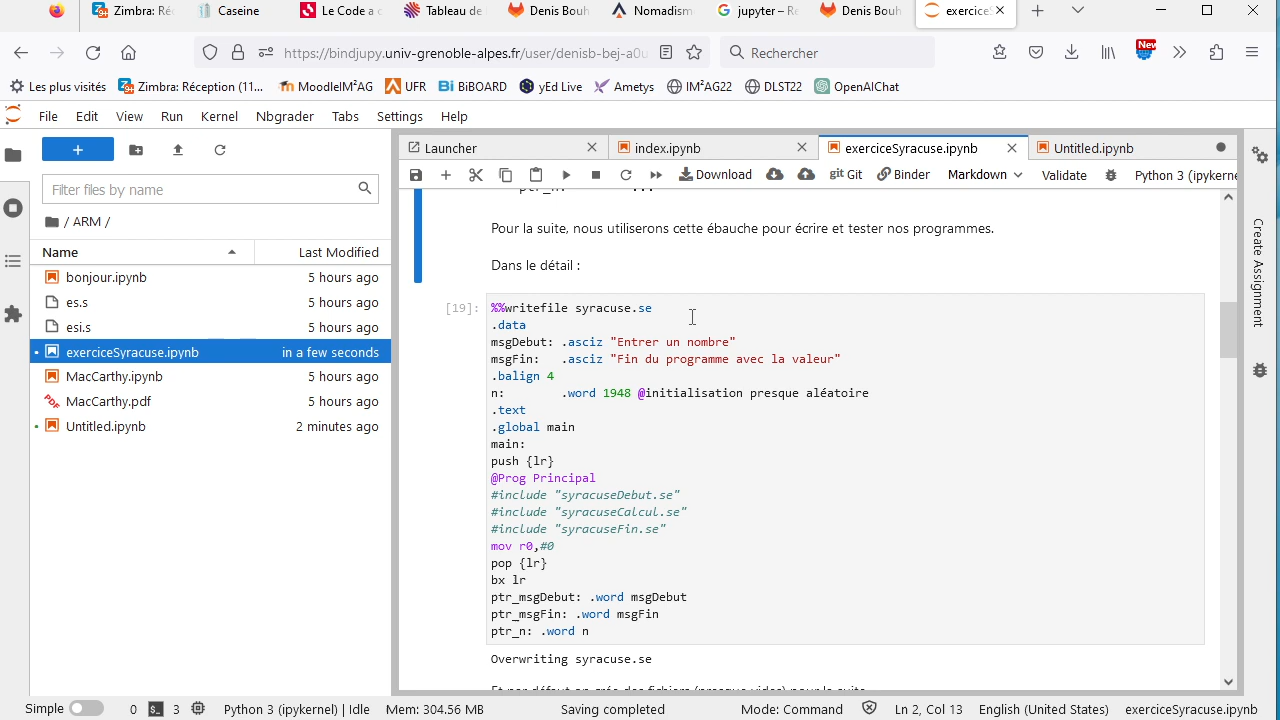 Zimbra: Ré
Caseine
Le Code a c
Tableau de
Denis Bouh
Nomadism
jupyter – Re
Denis Bouh
exerciceS
https://bindjupy.univ-grenoble-alpes.fr/user/denisb-bej-a0u
Rechercher
New
Les plus visités
Zimbra: Réception (11...
MoodleIM²AG
UFR
BiBOARD
yEd Live
Ametys
IM²AG22
DLST22
OpenAIChat
File Edit View Run Kernel Nbgrader Tabs Settings Help
Launcher
index.ipynb
exerciceSyracuse.ipynb
Untitled.ipynb
Filter files by name
Download
Binder
git Git
Markdown
Validate
Python 3 (ipykerne
/ ARM /
Name
Last Modified
bonjour.ipynb 5 hours ago
es.s 5 hours ago
esi.s 5 hours ago
exerciceSyracuse.ipynb in a few seconds
MacCarthy.ipynb 5 hours ago
MacCarthy.pdf 5 hours ago
Untitled.ipynb 2 minutes ago
Pour la suite, nous utiliserons cette ébauche pour écrire et tester nos programmes.
Dans le détail :
[19]:
%%writefile syracuse.se
.data
msgDebut: .asciz "Entrer un nombre"
msgFin: .asciz "Fin du programme avec la valeur"
.balign 4
n: .word 1948 @initialisation presque aléatoire
.text
.global main
main:
push {lr}
@Prog Principal
#include "syracuseDebut.se"
#include "syracuseCalcul.se"
#include "syracuseFin.se"
mov r0,#0
pop {lr}
bx lr
ptr_msgDebut: .word msgDebut
ptr_msgFin: .word msgFin
ptr_n: .word n
Overwriting syracuse.se
Create Assignment
Simple
0
3
Python 3 (ipykernel) | Idle
Mem: 304.56 MB
Saving completed
Mode: Command
Ln 2, Col 13
English (United States)
exerciceSyracuse.ipynb